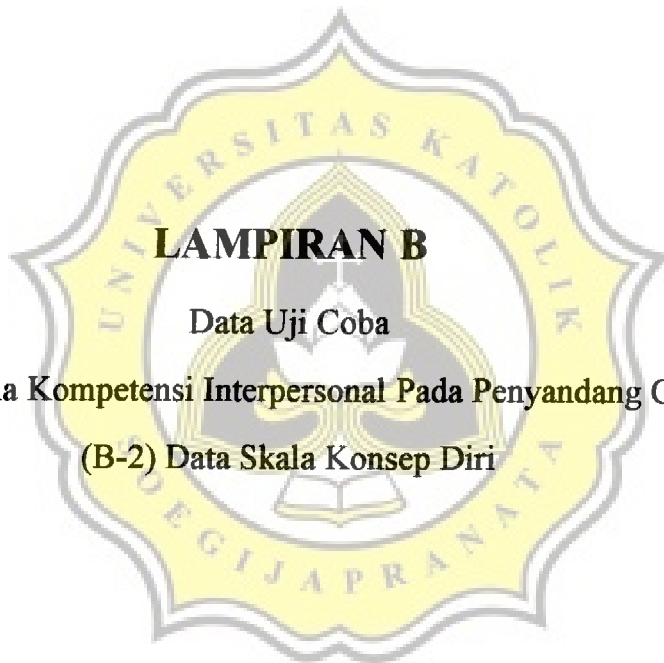 UNIVERSITAS KATOLIK
LAMPIRAN B
Data Uji Coba
a Kompetensi Interpersonal Pada Penyandang C
(B-2) Data Skala Konsep Diri
SOEGIJAPRANATA